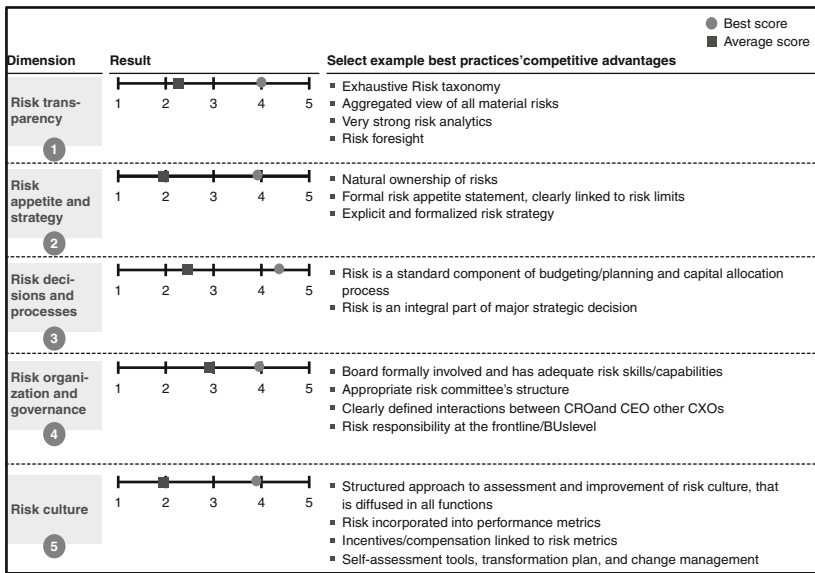 Best score
Average score
Dimension Result Select example best practices'competitive advantages
Risk trans-
parency
1
1 2 3 4 5
Exhaustive Risk taxonomy
Aggregated view of all material risks
Very strong risk analytics
Risk foresight
Risk
appetite and
strategy
2
1 2 3 4 5
Natural ownership of risks
Formal risk appetite statement, clearly linked to risk limits
Explicit and formalized risk strategy
Risk deci-
sions and
processes
3
1 2 3 4 5
Risk is a standard component of budgeting/planning and capital allocation
process
Risk is an integral part of major strategic decision
Risk organi-
zation and
governance
4
1 2 3 4 5
Board formally involved and has adequate risk skills/capabilities
Appropriate risk committee's structure
Clearly defined interactions between CROand CEO other CXOs
Risk responsibility at the frontline/BUslevel
Risk culture
5
1 2 3 4 5
Structured approach to assessment and improvement of risk culture, that
is diffused in all functions
Risk incorporated into performance metrics
Incentives/compensation linked to risk metrics
Self-assessment tools, transformation plan, and change management